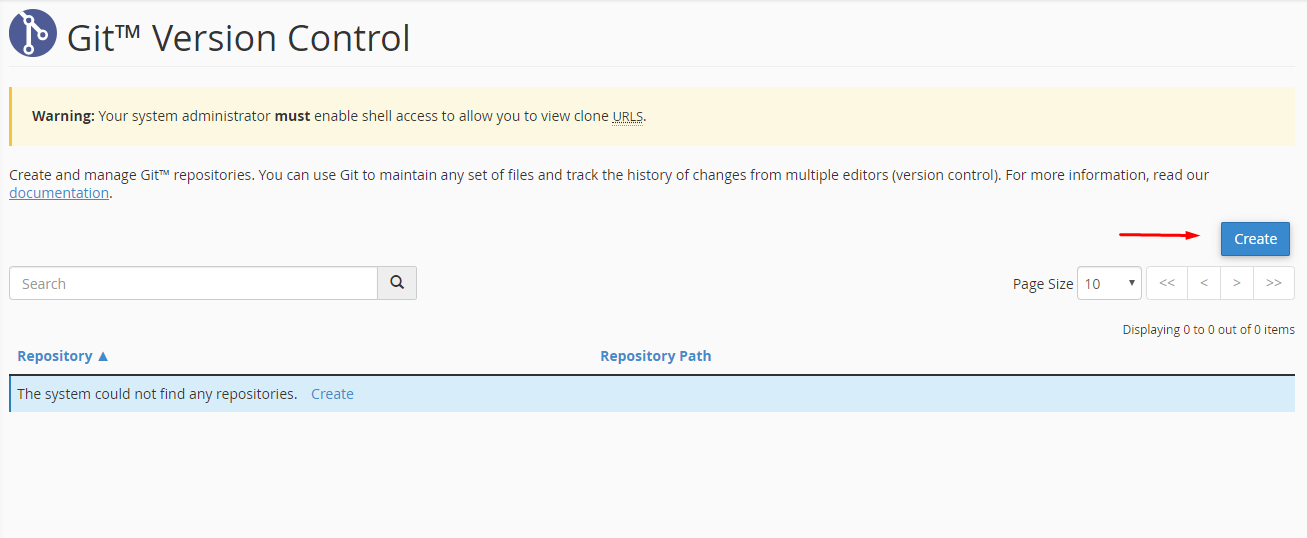 Git™ Version Control
Warning: Your system administrator must enable shell access to allow you to view clone URLS.
Create and manage Git™ repositories. You can use Git to maintain any set of files and track the history of changes from multiple editors (version control). For more information, read our
documentation.
Create
Search
Page Size 10 ▼ << < > >>
Displaying 0 to 0 out of 0 items
Repository ▲ Repository Path
The system could not find any repositories. Create